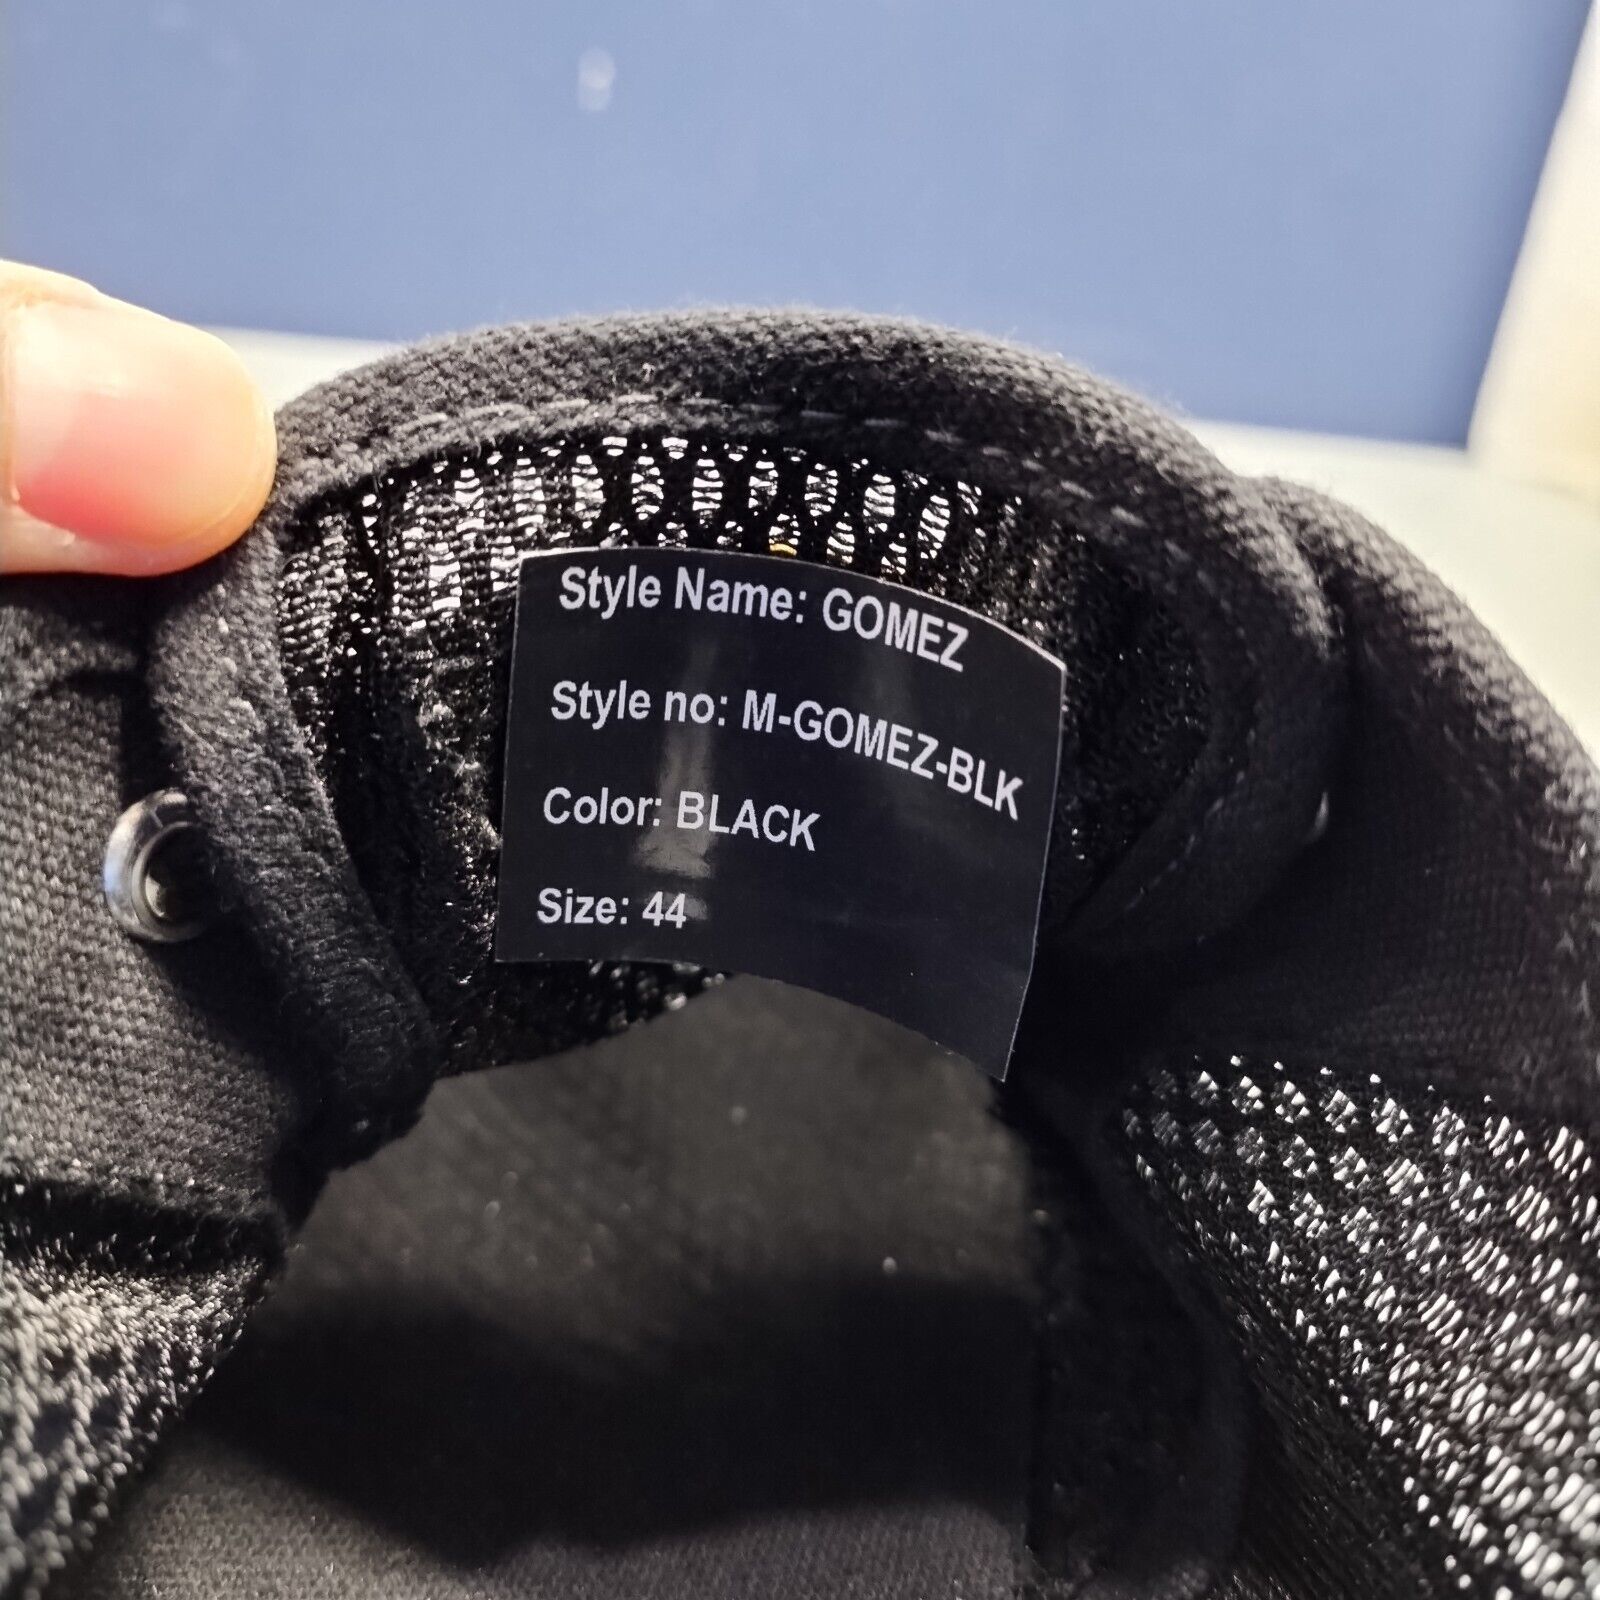 Style Name: GOMEZ
Style no: M-GOMEZ-BLK
Color: BLACK
Size: 44